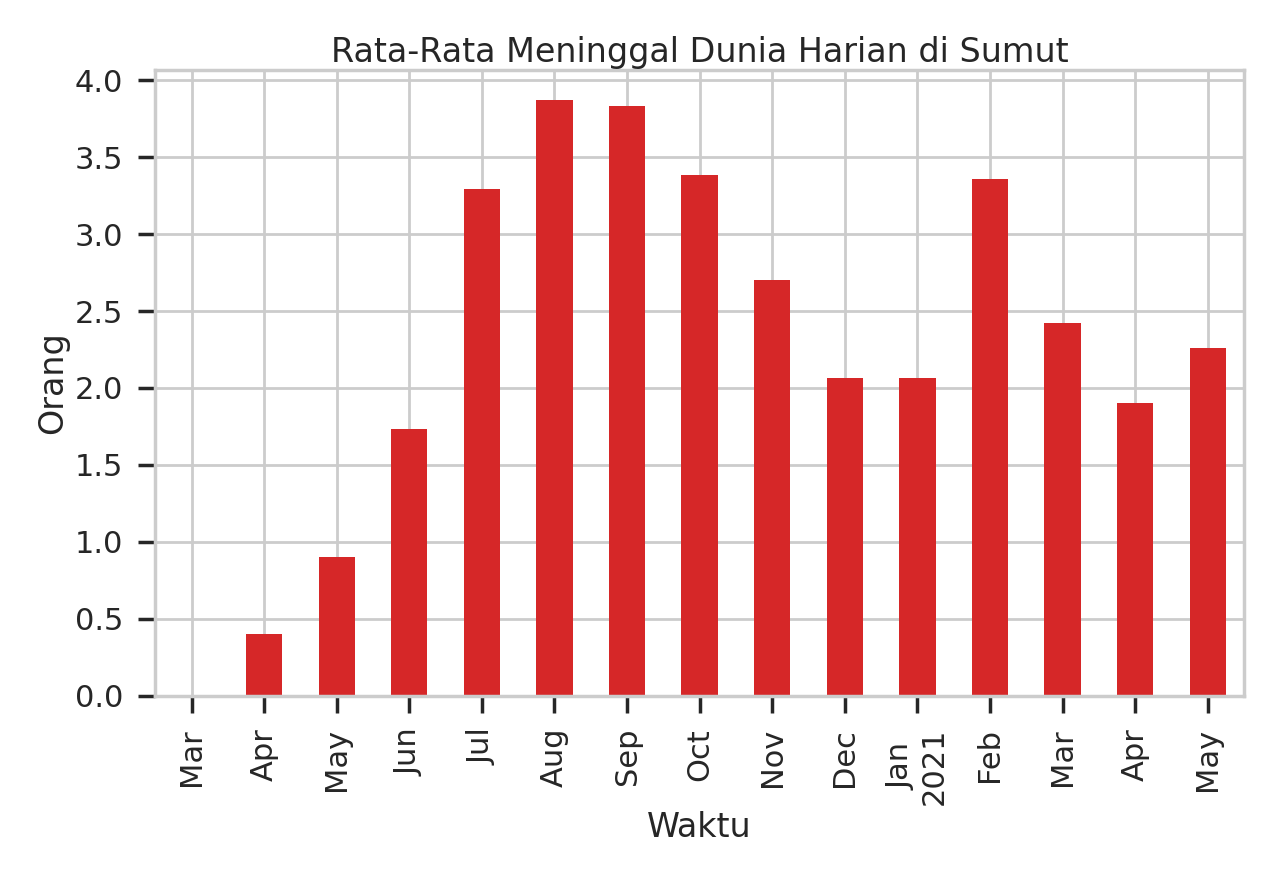 Rata-Rata Meninggal Dunia Harian di Sumut
4.0
3.5
3.0
2.5
2.0
1.5
1.0
0.5
0.0
Orang
Mar
Apr
May
Jun
Jul
Aug
Sep
Oct
Nov
Dec
Jan
2021
Feb
Mar
Apr
May
Waktu